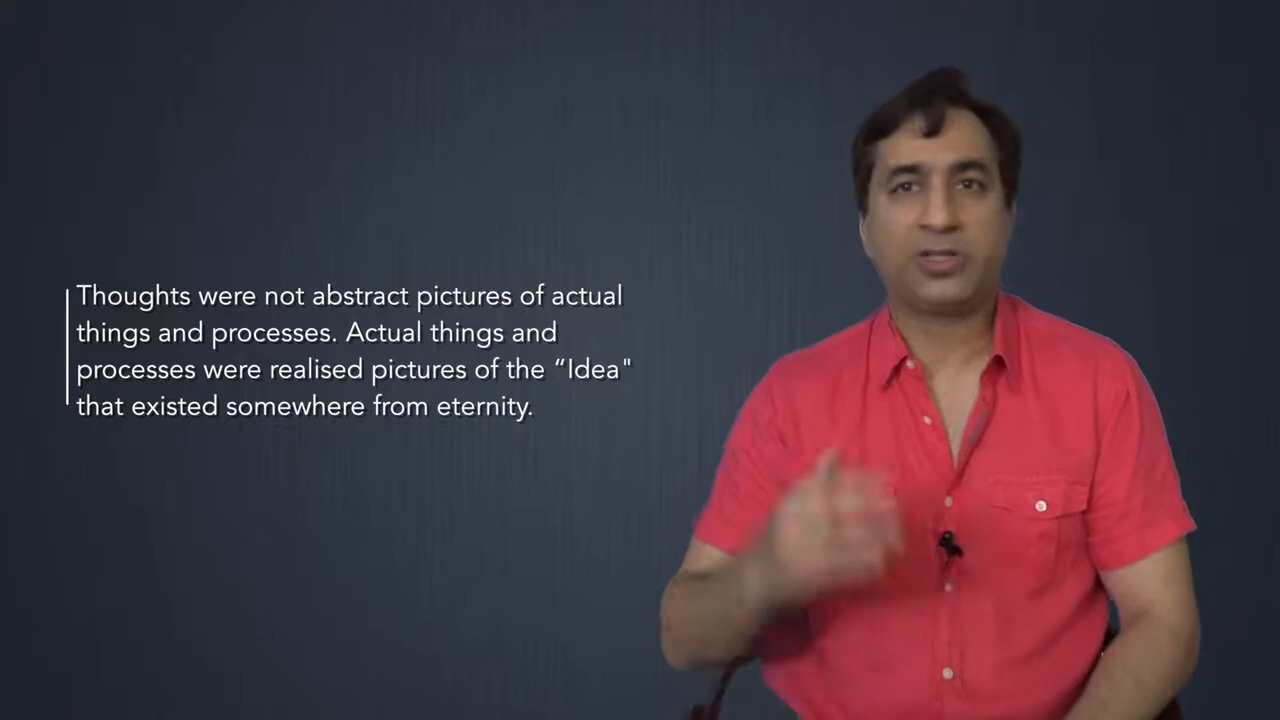 Thoughts were not abstract pictures of actual
things and processes. Actual things and
processes were realised pictures of the “Idea"
that existed somewhere from eternity.